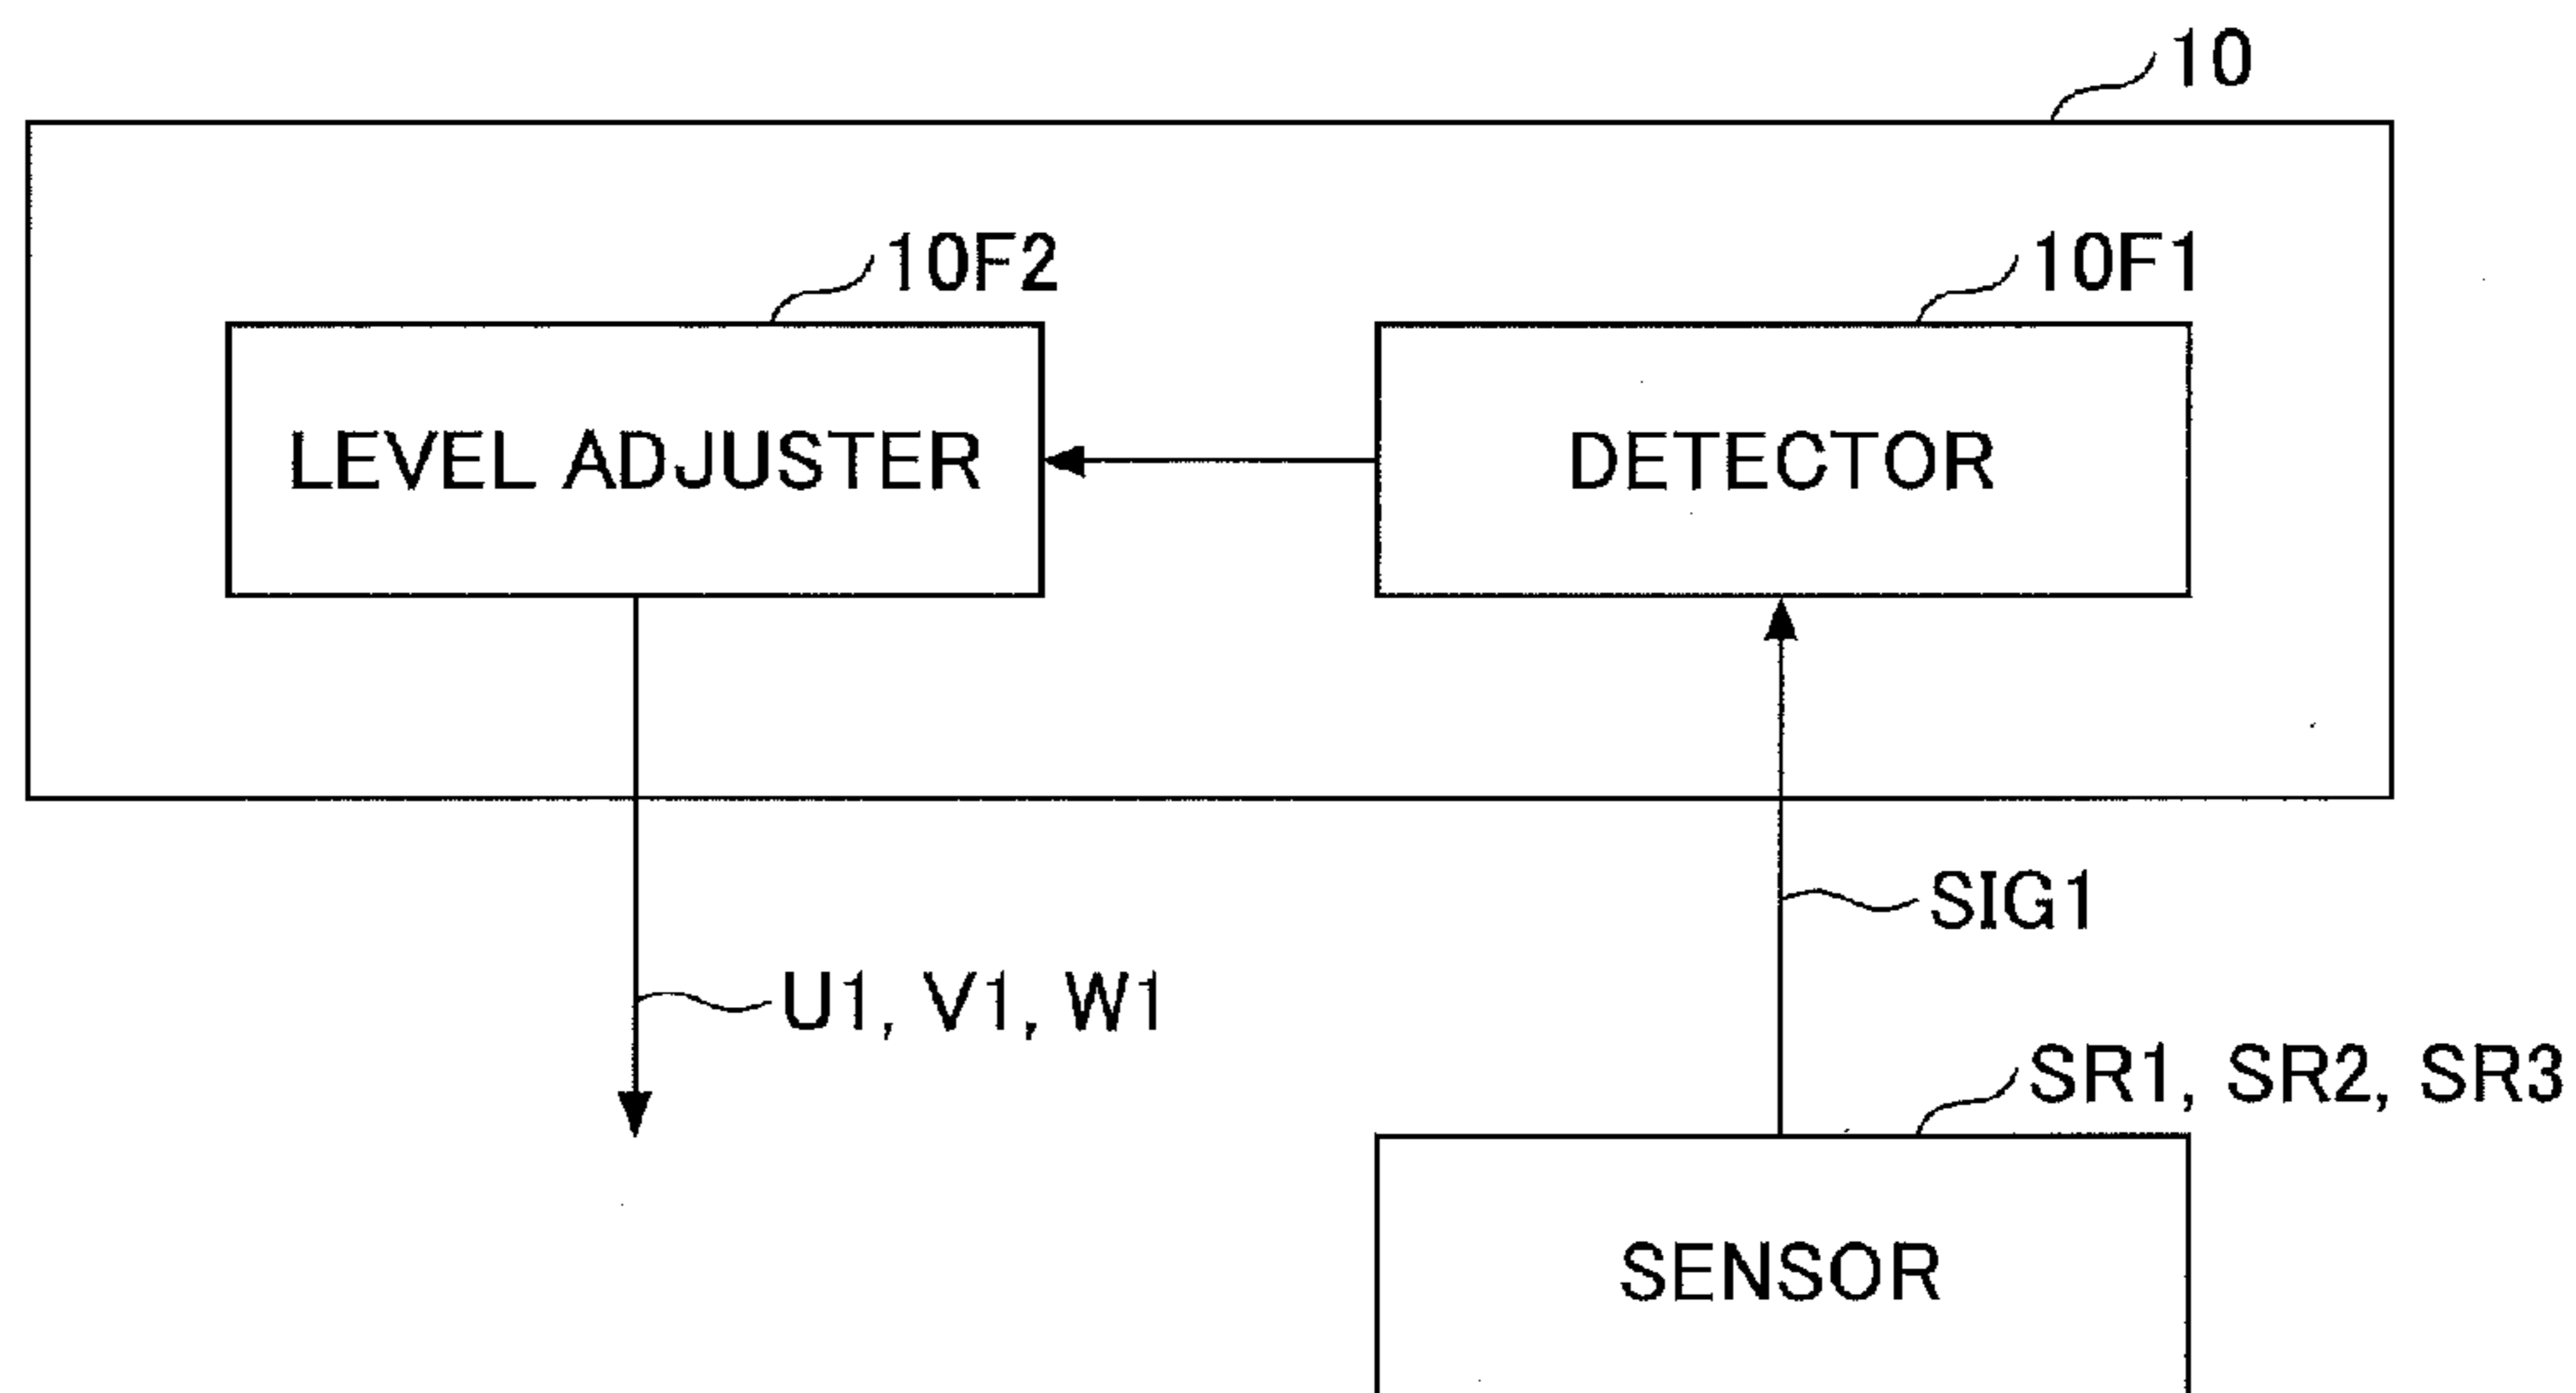 10
10F2
10F1
LEVEL ADJUSTER
DETECTOR
SIG1
U1, V1, W1
SR1, SR2, SR3
SENSOR